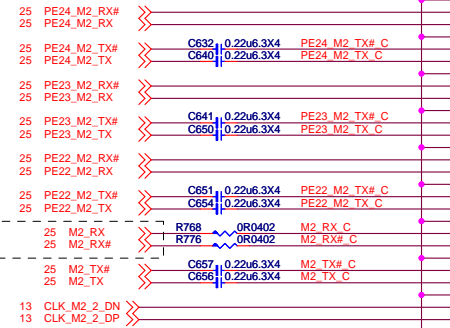 25 PE24_M2_RX#
25 PE24_M2_RX
25 PE24_M2_TX# C632 0.22u6.3X4 PE24_M2_TX#_C
25 PE24_M2_TX C640 0.22u6.3X4 PE24_M2_TX_C
25 PE23_M2_RX#
25 PE23_M2_RX
25 PE23_M2_TX# C641 0.22u6.3X4 PE23_M2_TX#_C
25 PE23_M2_TX C650 0.22u6.3X4 PE23_M2_TX_C
25 PE22_M2_RX#
25 PE22_M2_RX
25 PE22_M2_TX# C651 0.22u6.3X4 PE22_M2_TX#_C
25 PE22_M2_TX C654 0.22u6.3X4 PE22_M2_TX_C
25 M2_RX R768 0R0402 M2_RX_C
25 M2_RX# R776 0R0402 M2_RX#_C
25 M2_TX# C657 0.22u6.3X4 M2_TX#_C
25 M2_TX C656 0.22u6.3X4 M2_TX_C
13 CLK_M2_2_DN
13 CLK_M2_2_DP